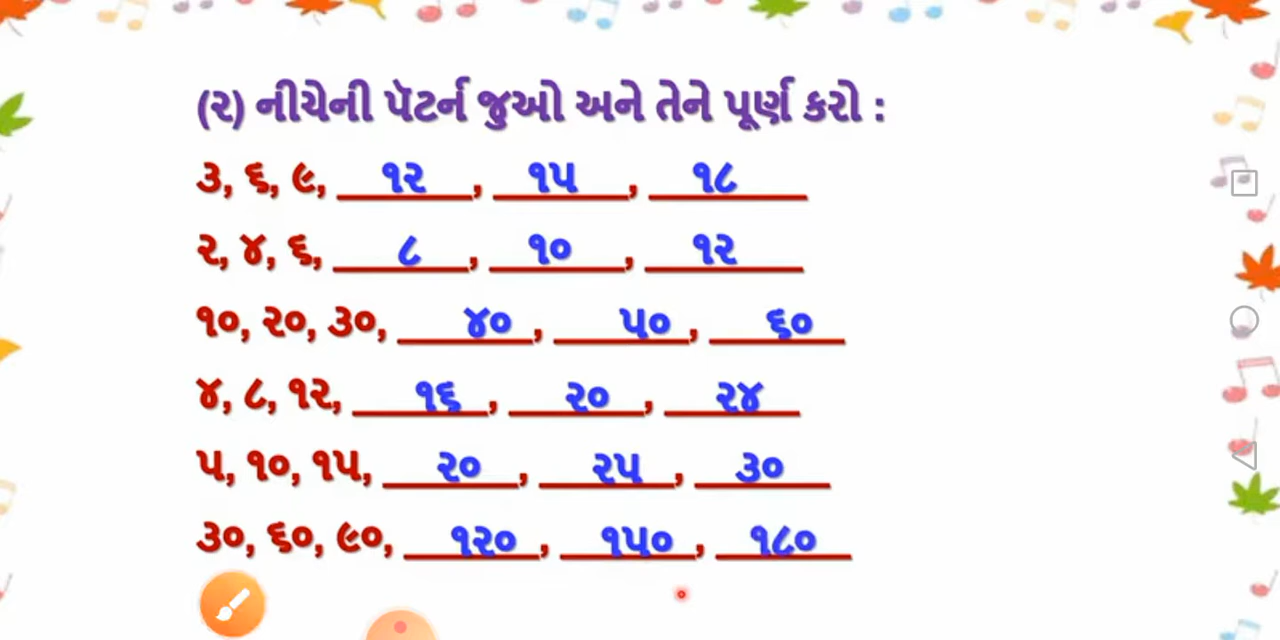 (૨) નીચેની પૅટર્ન જુઓ અને તેને પૂર્ણ કરો :
૩, ૬, ૯, ૧૨, ૧૫, ૧૮
૨, ૪, ૬, ૮, ૧૦, ૧૨
૧૦, ૨૦, ૩૦, ૪૦, ૫૦, ૬૦
૪, ૮, ૧૨, ૧૬, ૨૦, ૨૪
૫, ૧૦, ૧૫, ૨૦, ૨૫, ૩૦
૩૦, ૬૦, ૯૦, ૧૨૦, ૧૫૦, ૧૮૦